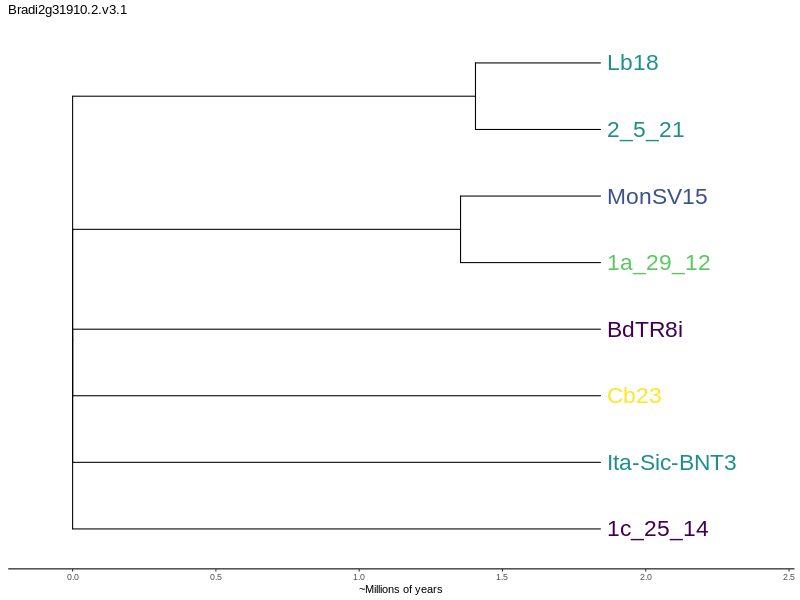 Bradi2g31910.2.v3.1
Lb18
2_5_21
MonSV15
1a_29_12
BdTR8i
Cb23
Ita-Sic-BNT3
1c_25_14
0.0 0.5 1.0 1.5 2.0 2.5
~Millions of years